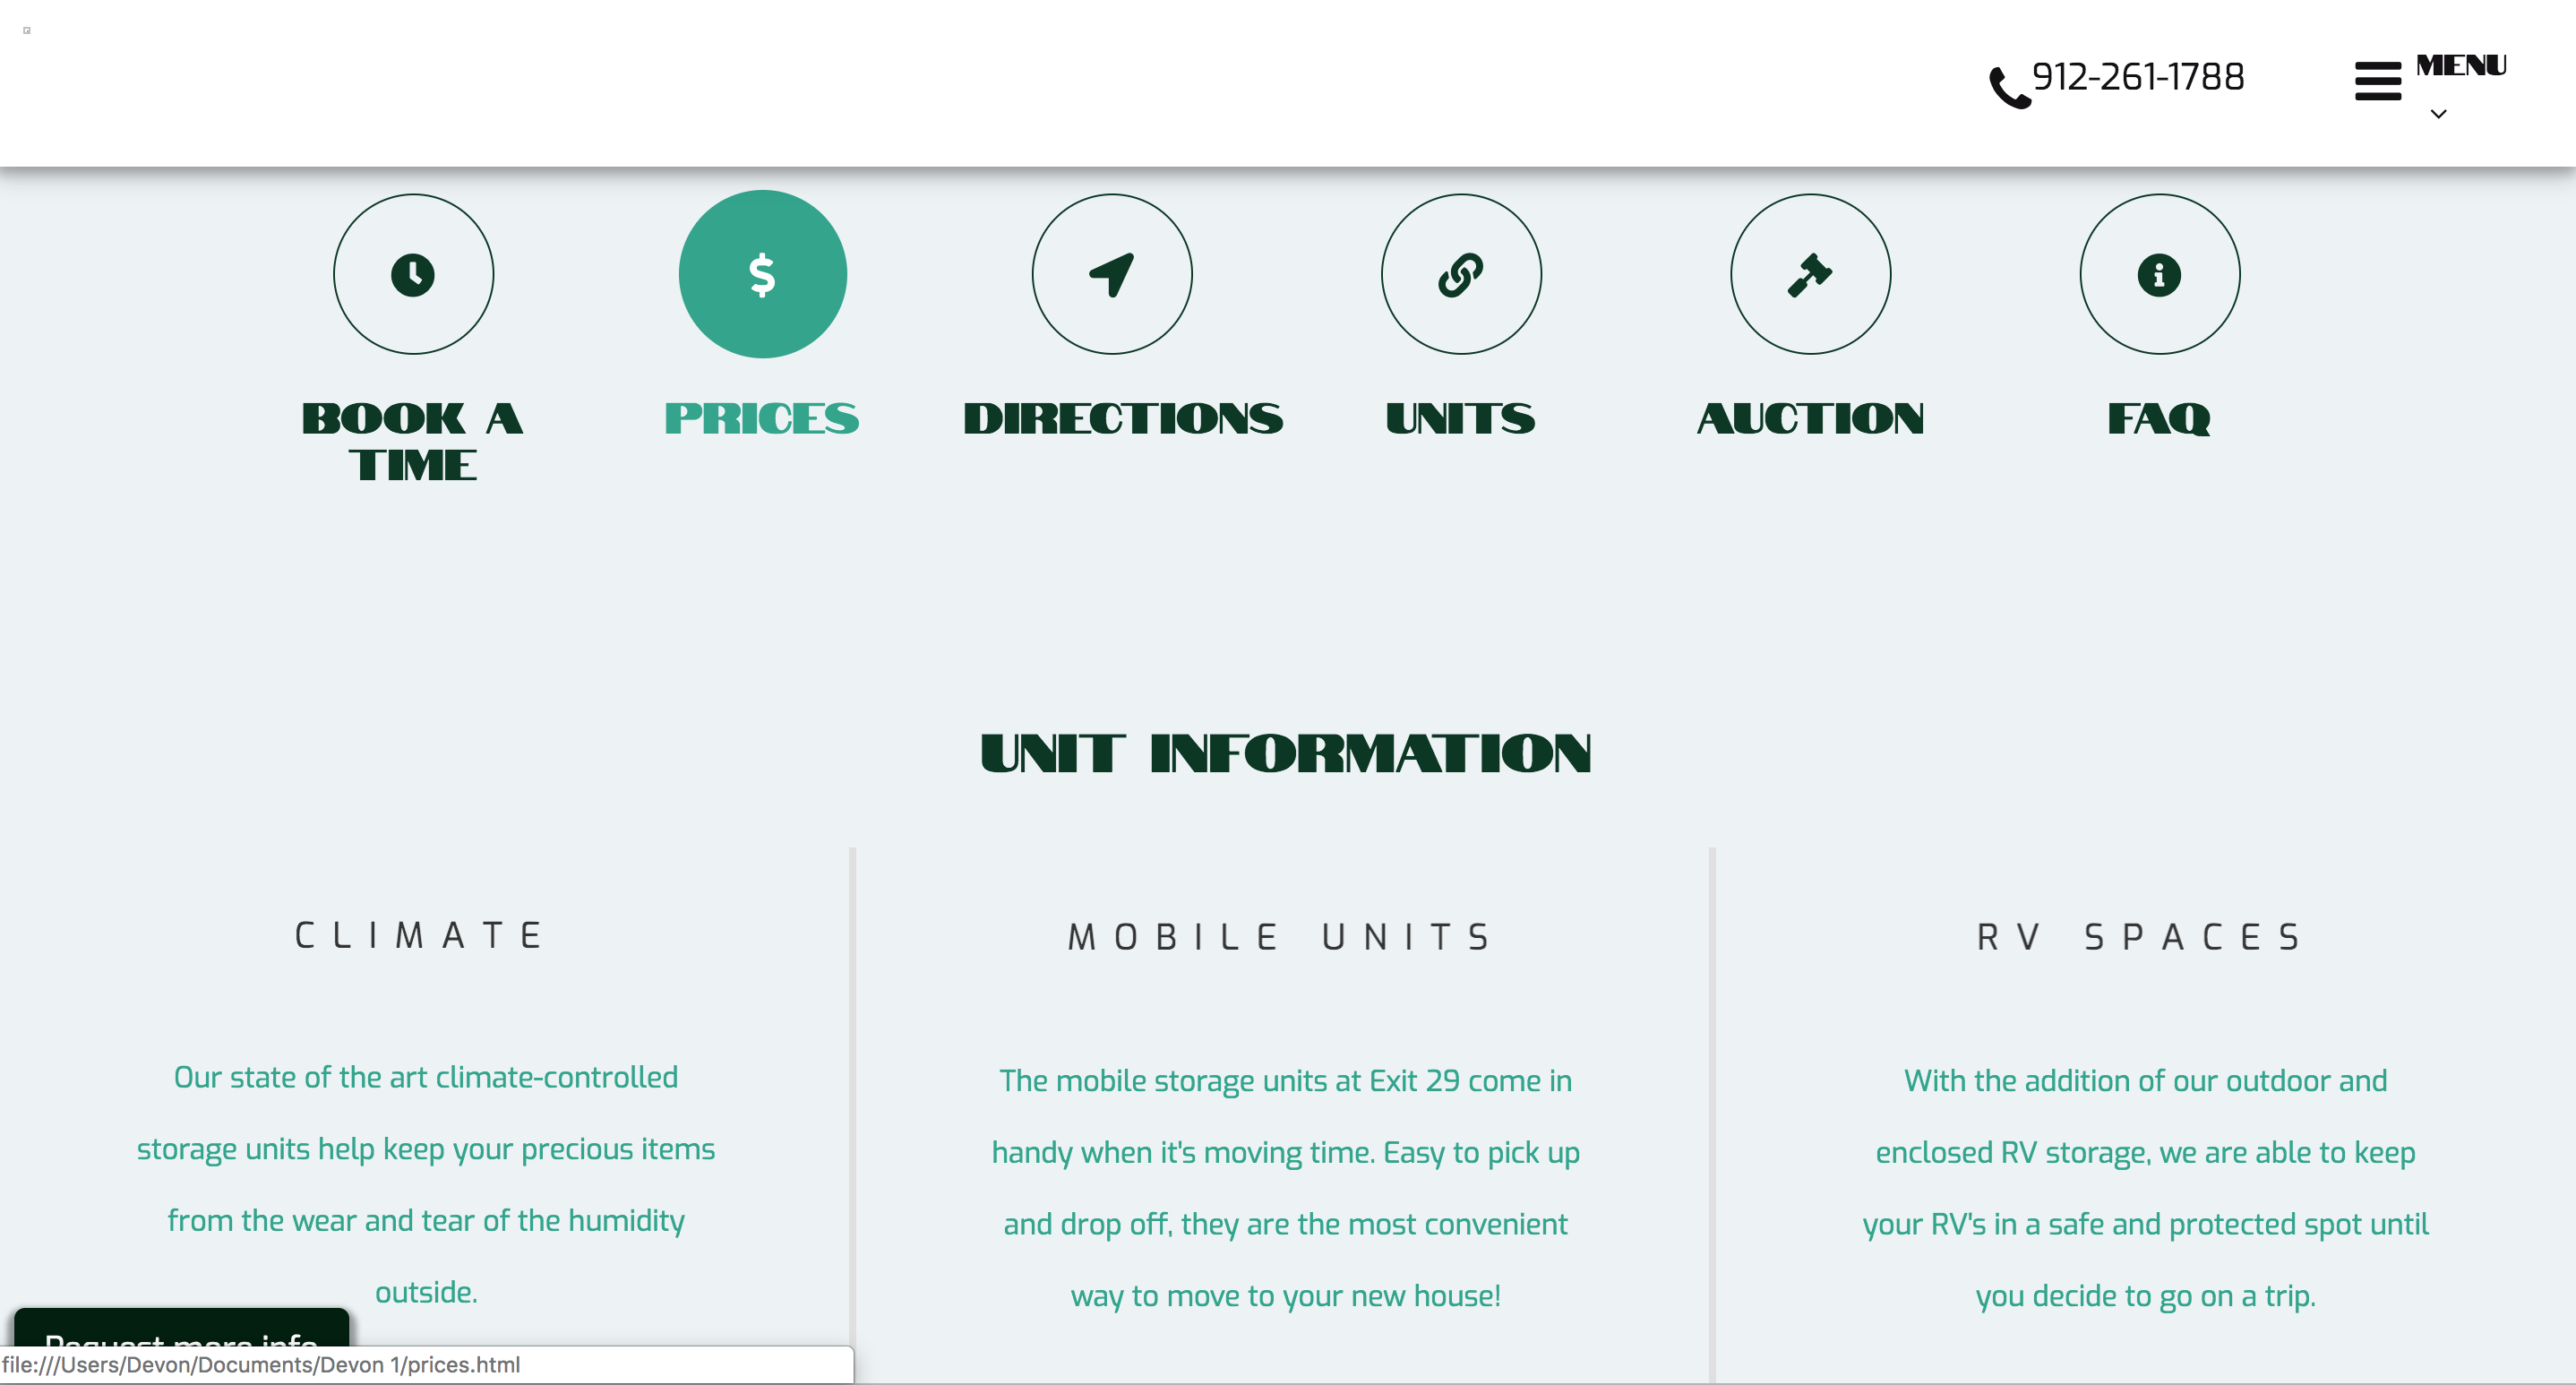 912-261-1788
MENU
BOOK A
TIME
PRICES
DIRECTIONS
UNITS
AUCTION
FAQ
UNIT INFORMATION
CLIMATE
Our state of the art climate-controlled
storage units help keep your precious items
from the wear and tear of the humidity
outside.
MOBILE UNITS
The mobile storage units at Exit 29 come in
handy when it's moving time. Easy to pick up
and drop off, they are the most convenient
way to move to your new house!
RV SPACES
With the addition of our outdoor and
enclosed RV storage, we are able to keep
your RV's in a safe and protected spot until
you decide to go on a trip.
Request more info
file:///Users/Devon/Documents/Devon 1/prices.html